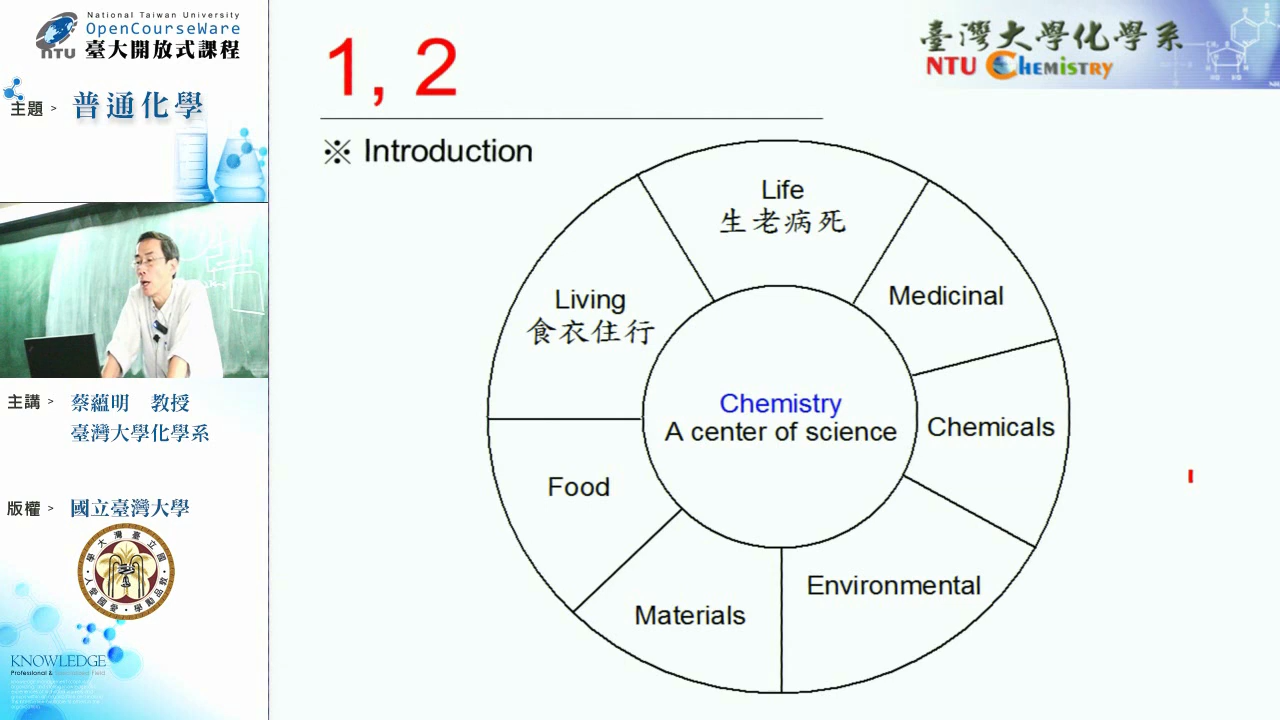 National Taiwan University
OpenCourseWare
NTU 臺大開放式課程
主題 > 普通化學
主講 > 蔡蘊明 教授
臺灣大學化學系
版權 > 國立臺灣大學
KNOWLEDGE
1, 2
臺灣大學化學系
NTU Chemistry
※ Introduction
Life
生老病死
Medicinal
Living
食衣住行
Chemistry
A center of science
Chemicals
Food
Environmental
Materials